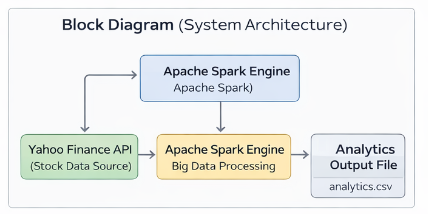 Block Diagram (System Architecture)
Apache Spark Engine
Apache Spark)
Yahoo Finance API
(Stock Data Source)
Apache Spark Engine
Big Data Processing
Analytics
Output File
analytics.csv